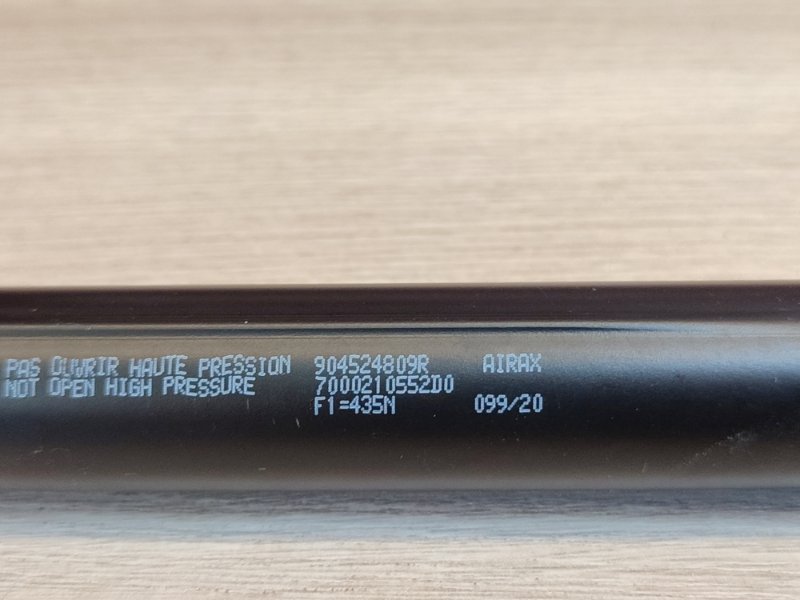 PAS OUVRIR HAUTE PRESSION 904524809R AIRAX
NOT OPEN HIGH PRESSURE 7000210552D0
F1=435N 099/20